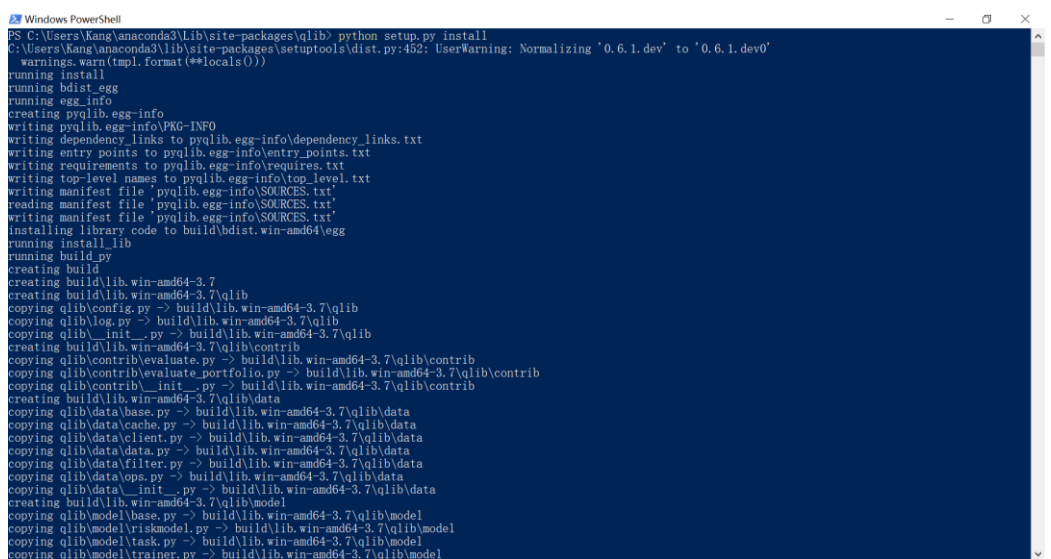 Windows PowerShell
PS C:\Users\Kang\anaconda3\Lib\site-packages\qlib> python setup.py install
C:\Users\Kang\anaconda3\lib\site-packages\setuptools\dist.py:452: UserWarning: Normalizing '0.6.1.dev' to '0.6.1.dev0'
  warnings.warn(tmpl.format(**locals()))
running install
running bdist_egg
running egg_info
creating pyqlib.egg-info
writing pyqlib.egg-info\PKG-INFO
writing dependency_links to pyqlib.egg-info\dependency_links.txt
writing entry points to pyqlib.egg-info\entry_points.txt
writing requirements to pyqlib.egg-info\requires.txt
writing top-level names to pyqlib.egg-info\top_level.txt
writing manifest file 'pyqlib.egg-info\SOURCES.txt'
reading manifest file 'pyqlib.egg-info\SOURCES.txt'
writing manifest file 'pyqlib.egg-info\SOURCES.txt'
installing library code to build\bdist.win-amd64\egg
running install_lib
running build_py
creating build
creating build\lib.win-amd64-3.7
creating build\lib.win-amd64-3.7\qlib
copying qlib\config.py -> build\lib.win-amd64-3.7\qlib
copying qlib\log.py -> build\lib.win-amd64-3.7\qlib
copying qlib\__init__.py -> build\lib.win-amd64-3.7\qlib
creating build\lib.win-amd64-3.7\qlib\contrib
copying qlib\contrib\evaluate.py -> build\lib.win-amd64-3.7\qlib\contrib
copying qlib\contrib\evaluate_portfolio.py -> build\lib.win-amd64-3.7\qlib\contrib
copying qlib\contrib\__init__.py -> build\lib.win-amd64-3.7\qlib\contrib
creating build\lib.win-amd64-3.7\qlib\data
copying qlib\data\base.py -> build\lib.win-amd64-3.7\qlib\data
copying qlib\data\cache.py -> build\lib.win-amd64-3.7\qlib\data
copying qlib\data\client.py -> build\lib.win-amd64-3.7\qlib\data
copying qlib\data\data.py -> build\lib.win-amd64-3.7\qlib\data
copying qlib\data\filter.py -> build\lib.win-amd64-3.7\qlib\data
copying qlib\data\ops.py -> build\lib.win-amd64-3.7\qlib\data
copying qlib\data\__init__.py -> build\lib.win-amd64-3.7\qlib\data
creating build\lib.win-amd64-3.7\qlib\model
copying qlib\model\base.py -> build\lib.win-amd64-3.7\qlib\model
copying qlib\model\riskmodel.py -> build\lib.win-amd64-3.7\qlib\model
copying qlib\model\task.py -> build\lib.win-amd64-3.7\qlib\model
copying qlib\model\trainer.py -> build\lib.win-amd64-3.7\qlib\model